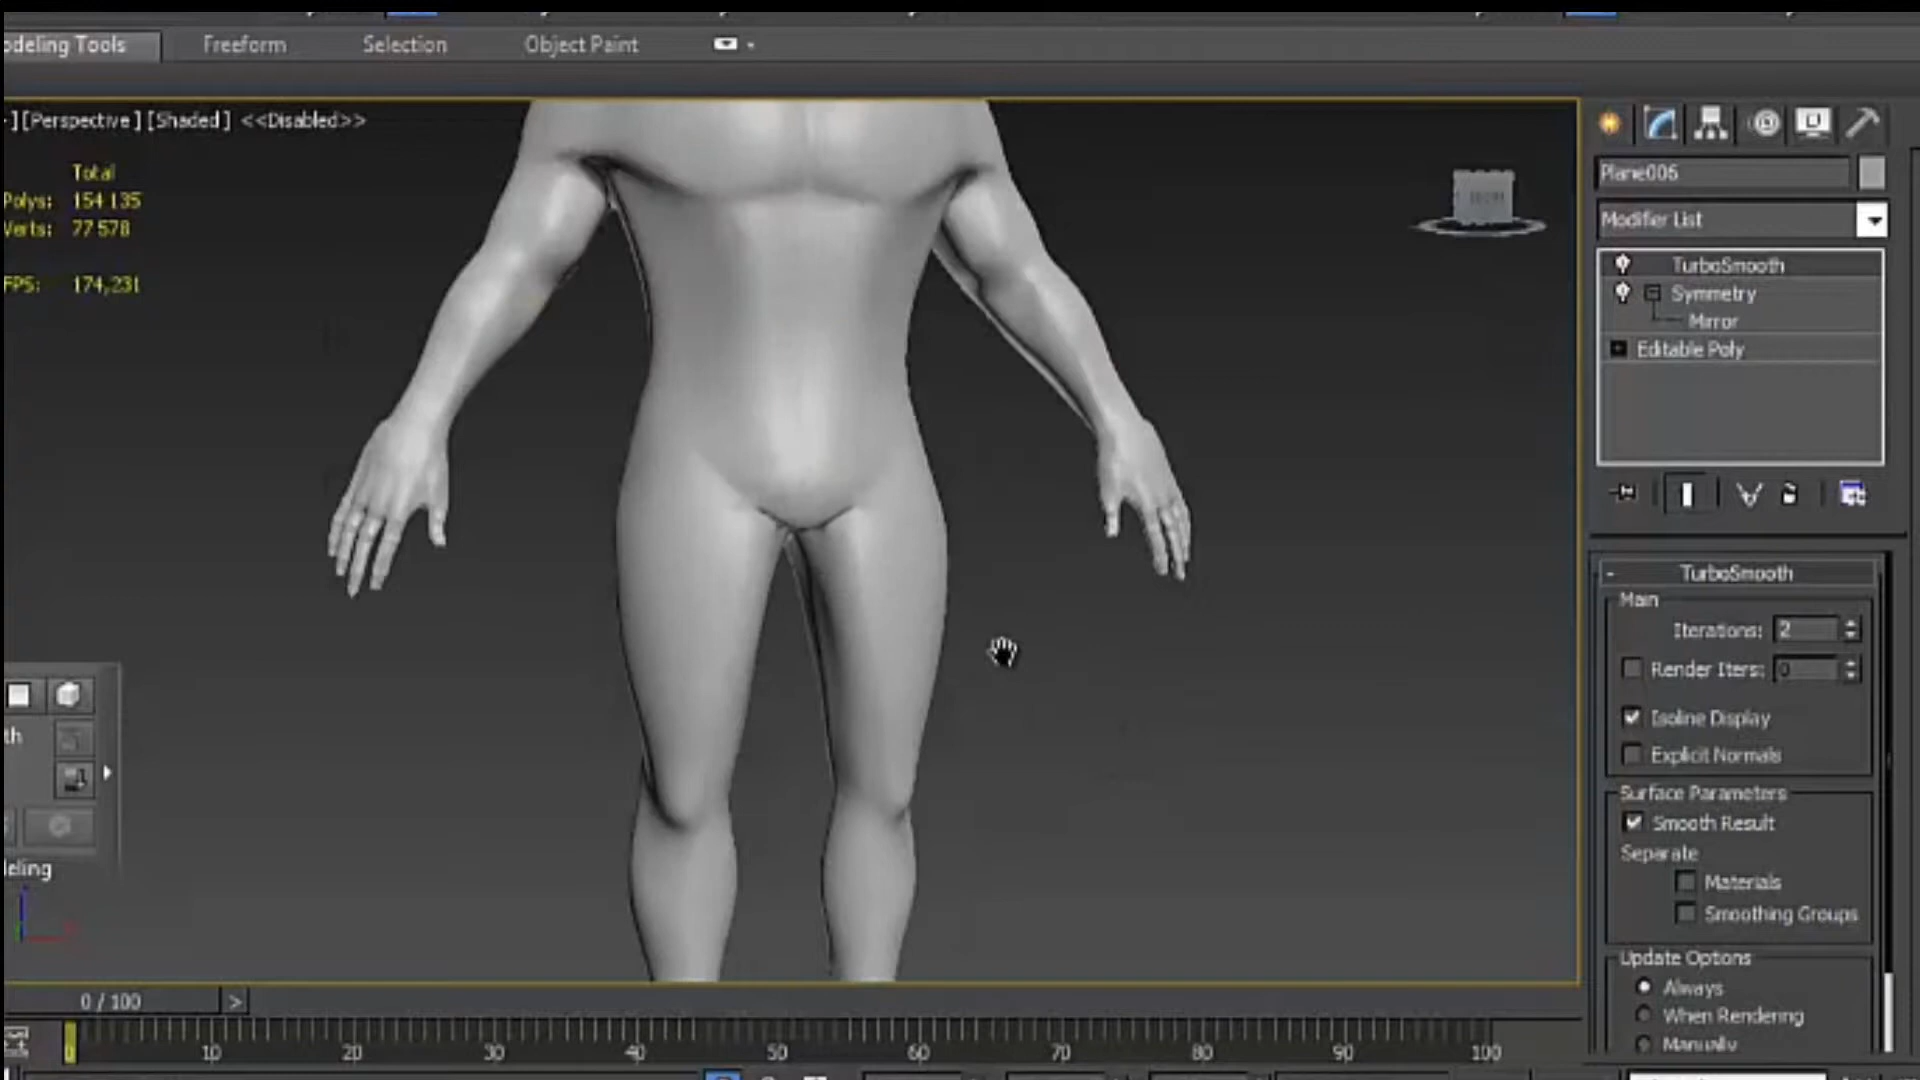 odeling Tools
Freeform
Selection
Object Paint
] [Perspective ] [Shaded ] <<Disabled>>
Total
Polys: 154 135
Verts: 77 578
FPS: 174,231
Plane006
Modifier List
TurboSmooth
Symmetry
Mirror
Editable Poly
- TurboSmooth
Main
Iterations: 2
Render Iters: 0
Isoline Display
Explicit Normals
Surface Parameters
Smooth Result
Separate
Materials
Smoothing Groups
Update Options
Always
When Rendering
Manually
th
leling
0 / 100 >
0 10 20 30 40 50 60 70 80 90 100